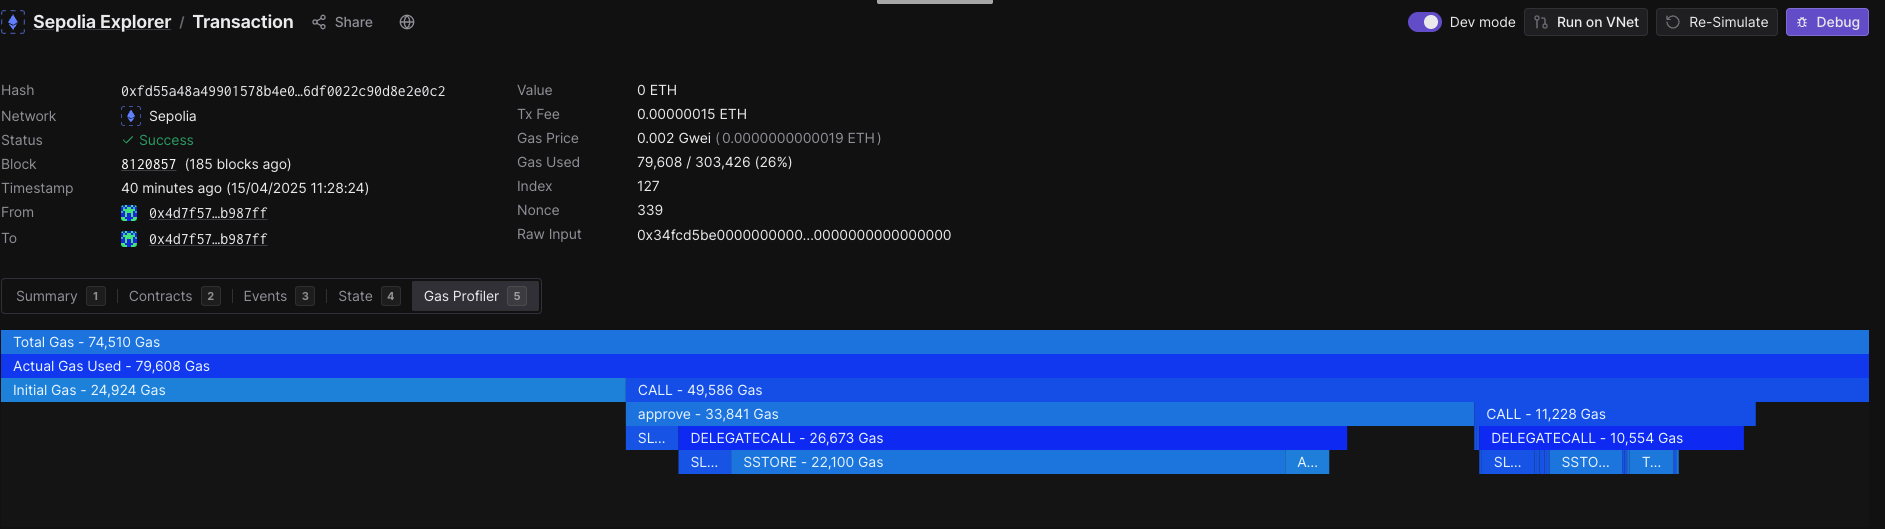 Sepolia Explorer / Transaction Share Dev mode Run on VNet Re-Simulate Debug
Hash 0xfd55a48a49901578b4e0…6df0022c90d8e2e0c2
Network Sepolia
Status Success
Block 8120857 (185 blocks ago)
Timestamp 40 minutes ago (15/04/2025 11:28:24)
From 0x4d7f57…b987ff
To 0x4d7f57…b987ff
Value 0 ETH
Tx Fee 0.00000015 ETH
Gas Price 0.002 Gwei (0.0000000000019 ETH)
Gas Used 79,608 / 303,426 (26%)
Index 127
Nonce 339
Raw Input 0x34fcd5be0000000000…0000000000000000
Summary 1 Contracts 2 Events 3 State 4 Gas Profiler 5
Total Gas - 74,510 Gas
Actual Gas Used - 79,608 Gas
Initial Gas - 24,924 Gas CALL - 49,586 Gas
approve - 33,841 Gas CALL - 11,228 Gas
SL... DELEGATECALL - 26,673 Gas DELEGATECALL - 10,554 Gas
SL... SSTORE - 22,100 Gas A... SL... SSTO... T...